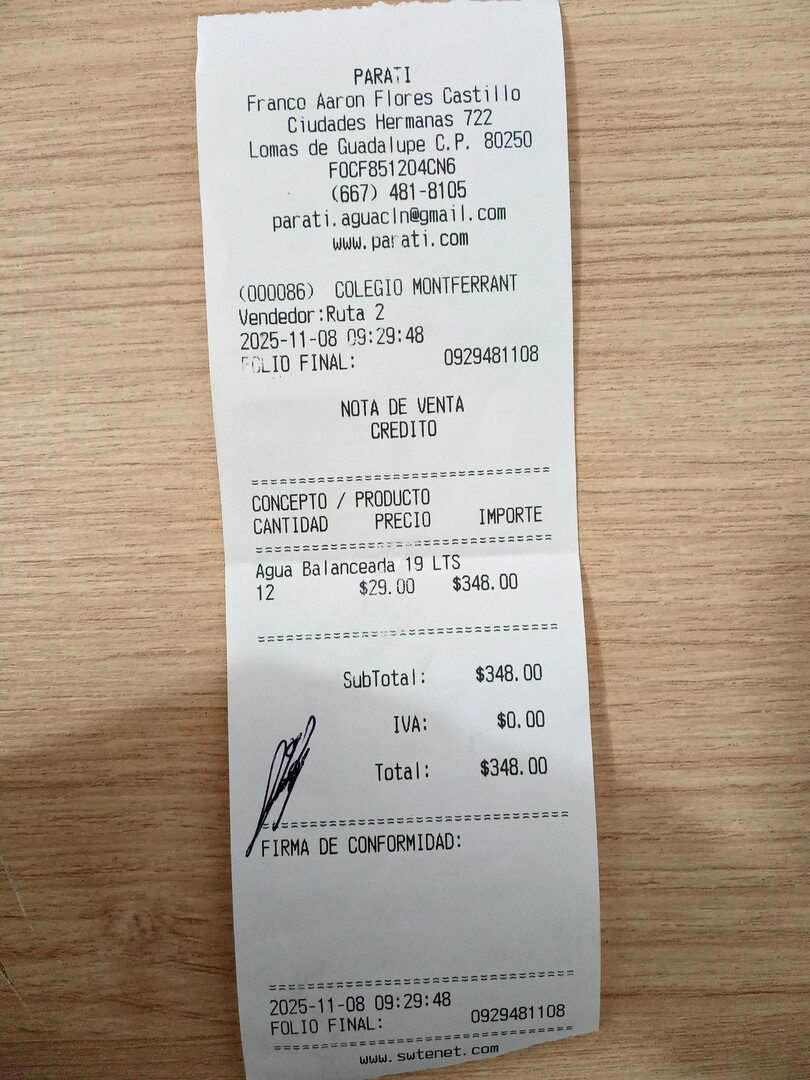 PARATI
Franco Aaron Flores Castillo
Ciudades Hermanas 722
Lomas de Guadalupe C.P. 80250
FOCF851204CN6
(667) 481-8105
parati.aguacln@gmail.com
www.parati.com
(000086) COLEGIO MONTFERRANT
Vendedor:Ruta 2
2025-11-08 09:29:48
FOLIO FINAL: 0929481108
NOTA DE VENTA
CREDITO
CONCEPTO / PRODUCTO
CANTIDAD PRECIO IMPORTE
Agua Balanceada 19 LTS
12 $29.00 $348.00
SubTotal: $348.00
IVA: $0.00
Total: $348.00
FIRMA DE CONFORMIDAD:
2025-11-08 09:29:48
FOLIO FINAL: 0929481108
www.swtenet.com